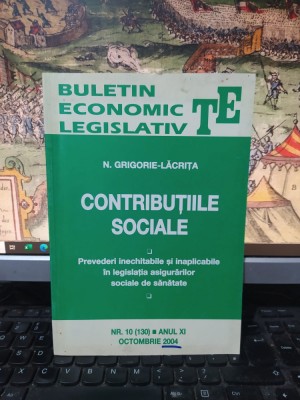 BULETIN
ECONOMIC
LEGISLATIV
TE
N. GRIGORIE-LĂCRIȚA
CONTRIBUȚIILE
SOCIALE
Prevederi inechitabile și inaplicabile
în legislația asigurărilor
sociale de sănătate
NR. 10 (130) ■ ANUL XI
OCTOMBRIE 2004